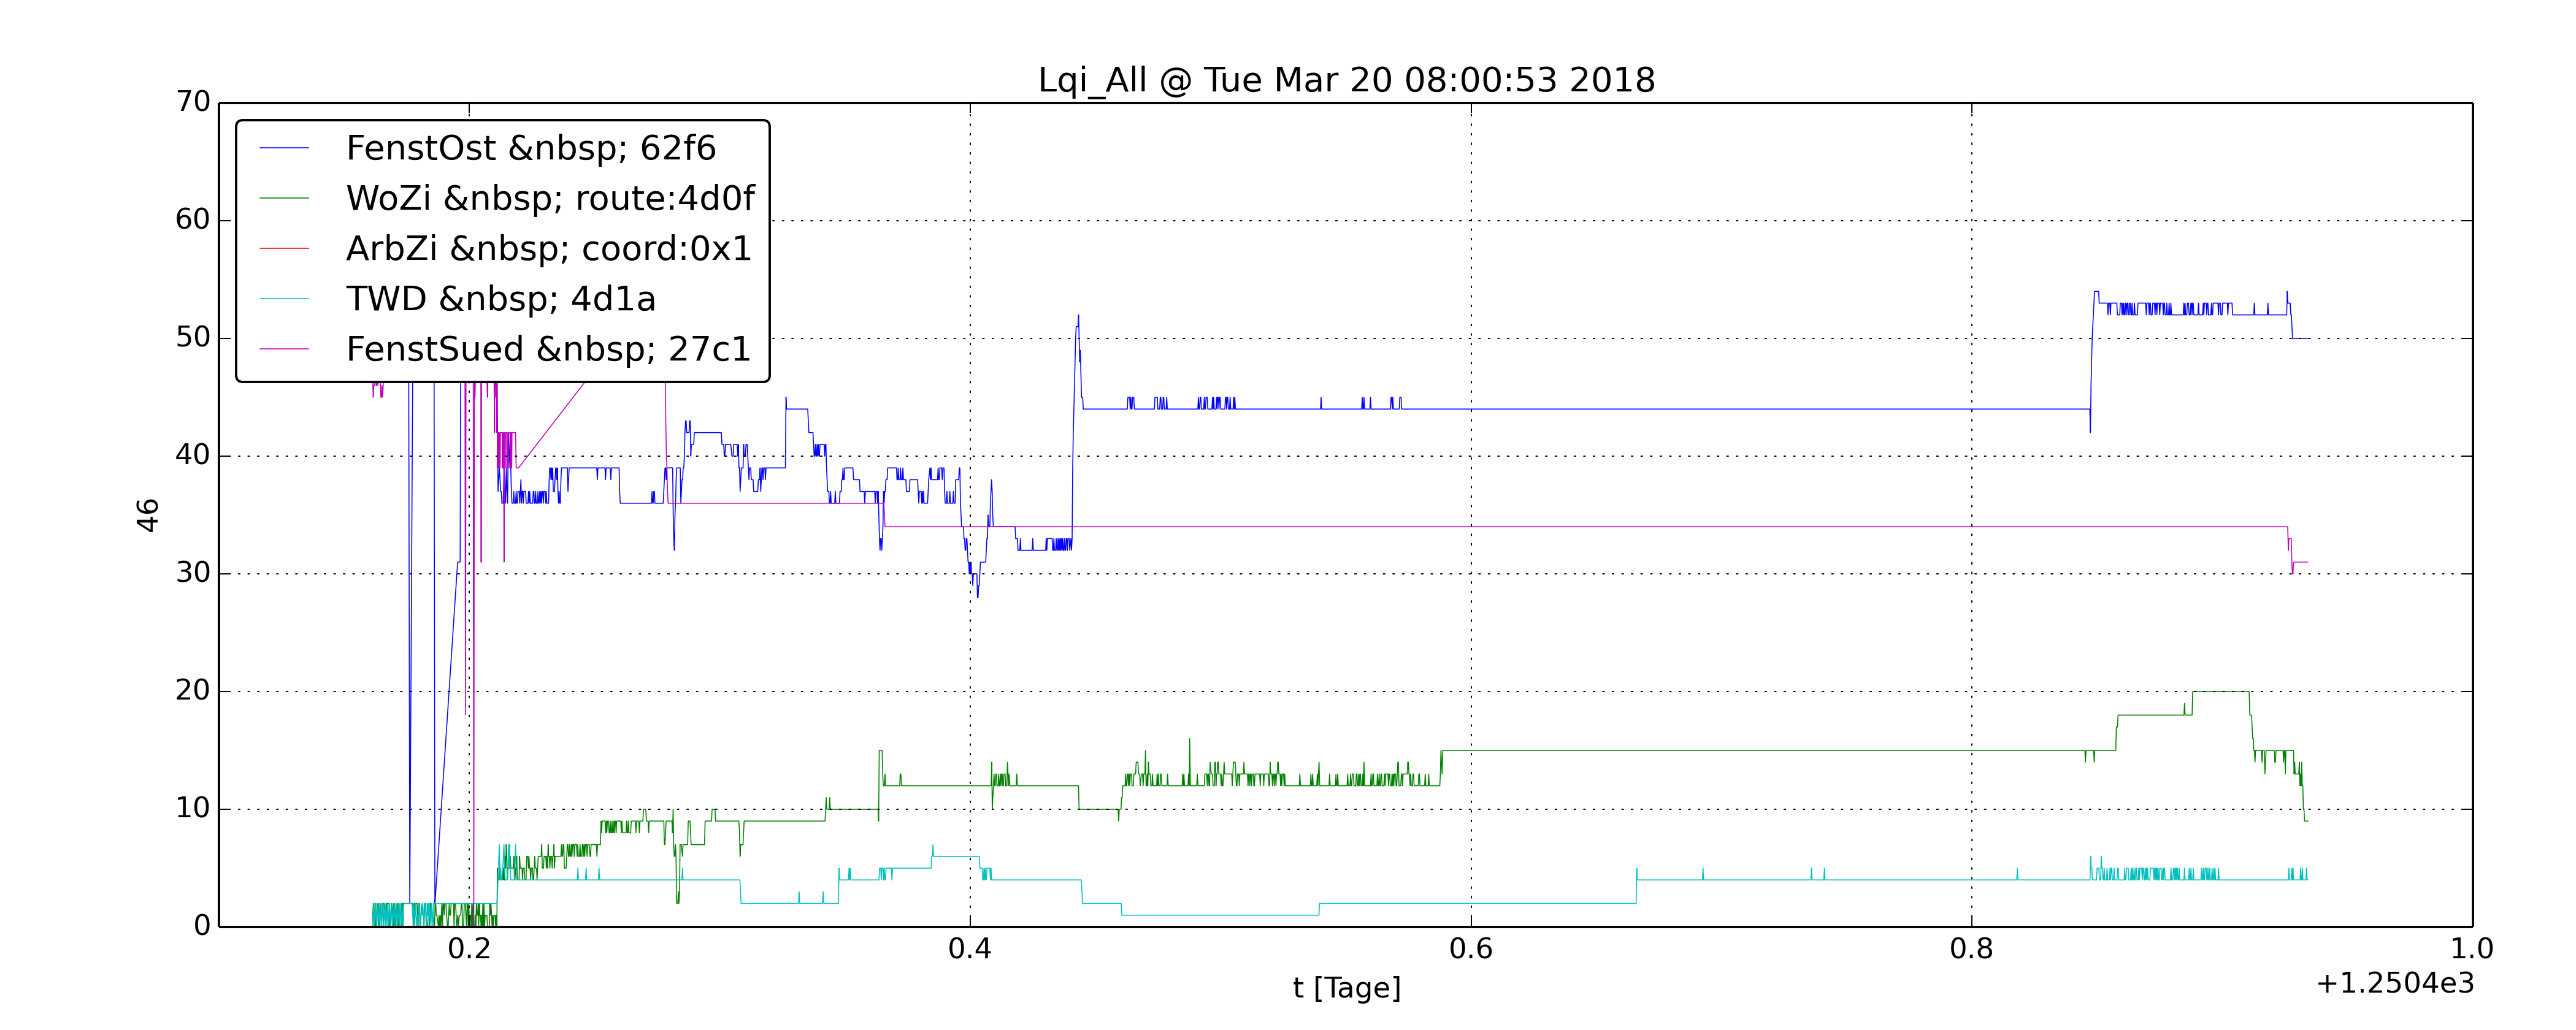 Lqi_All @ Tue Mar 20 08:00:53 2018
70
60
50
40
30
20
10
0
46
FenstOst &nbsp; 62f6
WoZi &nbsp; route:4d0f
ArbZi &nbsp; coord:0x1
TWD &nbsp; 4d1a
FenstSued &nbsp; 27c1
0.2 0.4 0.6 0.8 1.0
t [Tage]
+1.2504e3